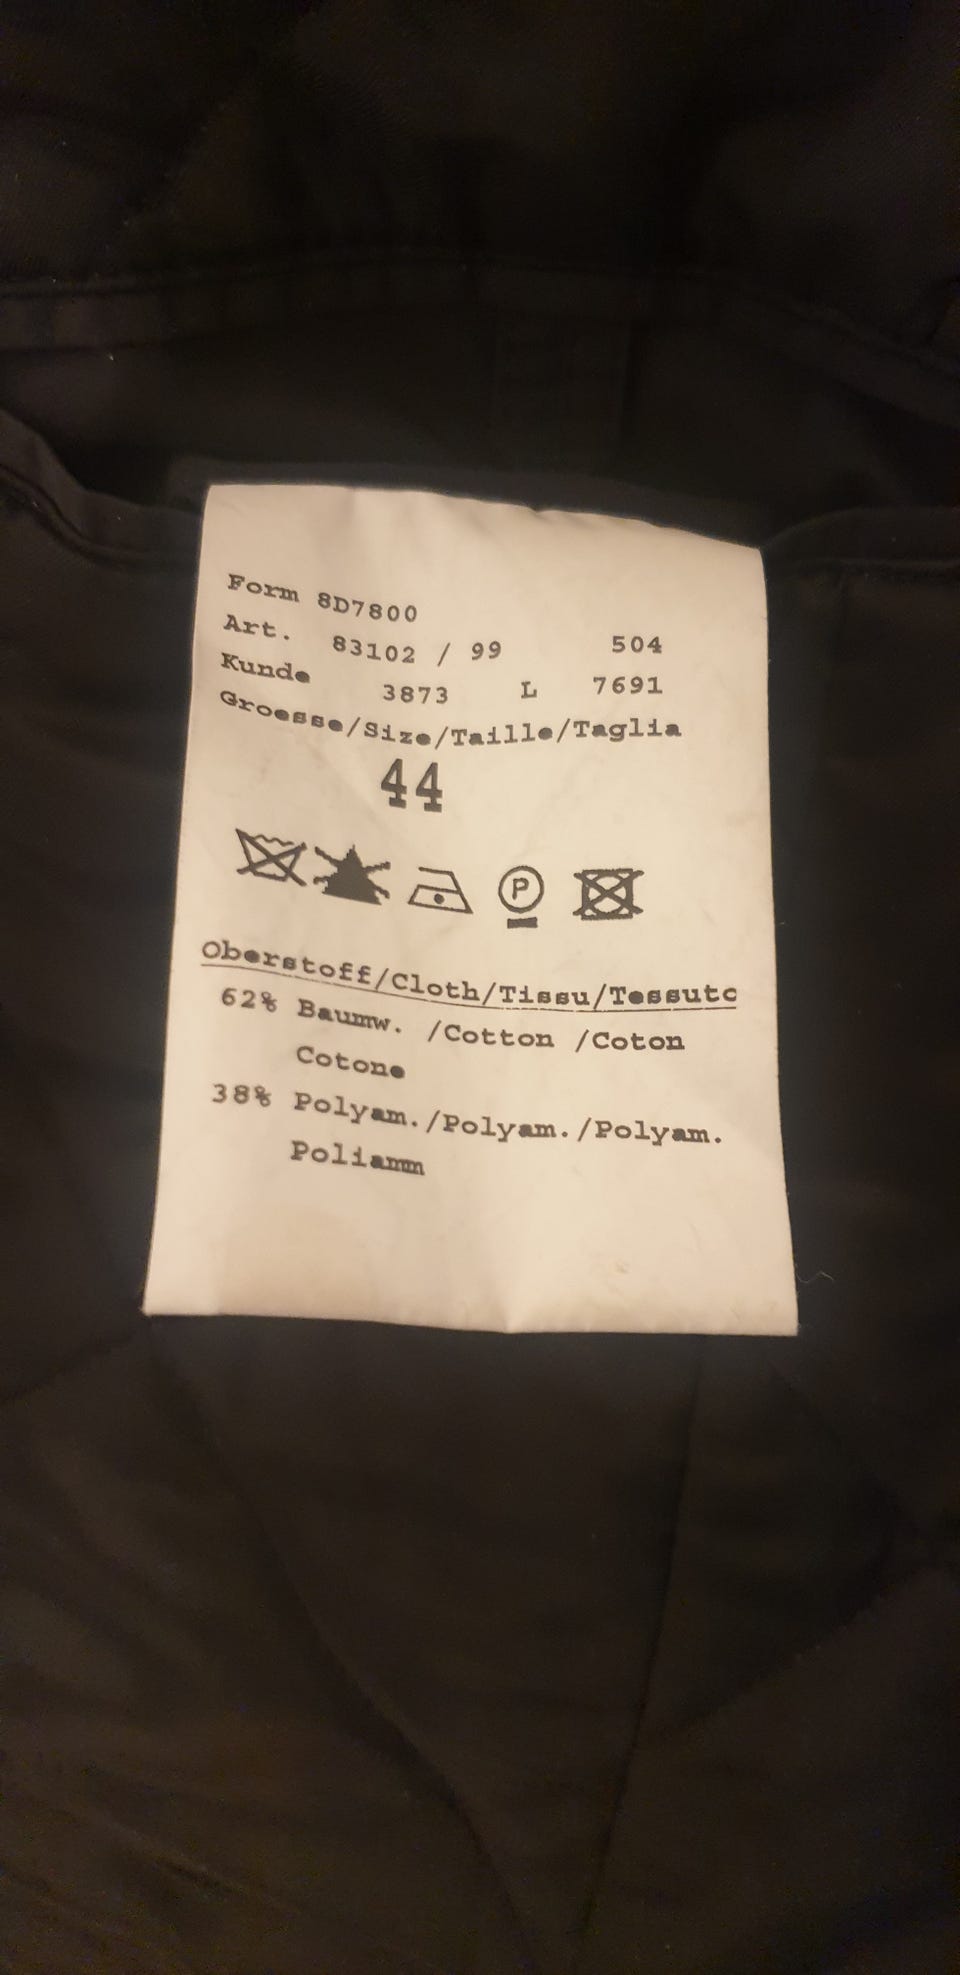 Form 8D7800
Art. 83102 / 99 504
Kunde 3873 L 7691
Groesse/Size/Taille/Taglia
44
P
Oberstoff/Cloth/Tissu/Tessuto
62% Baumw. /Cotton /Coton
Cotone
38% Polyam./Polyam./Polyam.
Poliamm